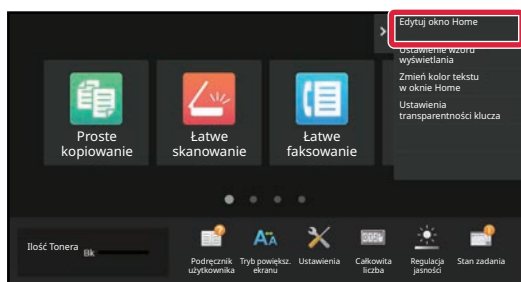 Edytuj okno Home
Ustawienie wzoru
wyświetlania
Zmień kolor tekstu
w oknie Home
Ustawienia
transparentności klucza
Proste
kopiowanie
Łatwe
skanowanie
Łatwe
faksowanie
Ilość Tonera
Bk
Podręcznik
użytkownika
Tryb powiększ.
ekranu
Ustawienia
Całkowita
liczba
Regulacja
jasności
Stan zadania